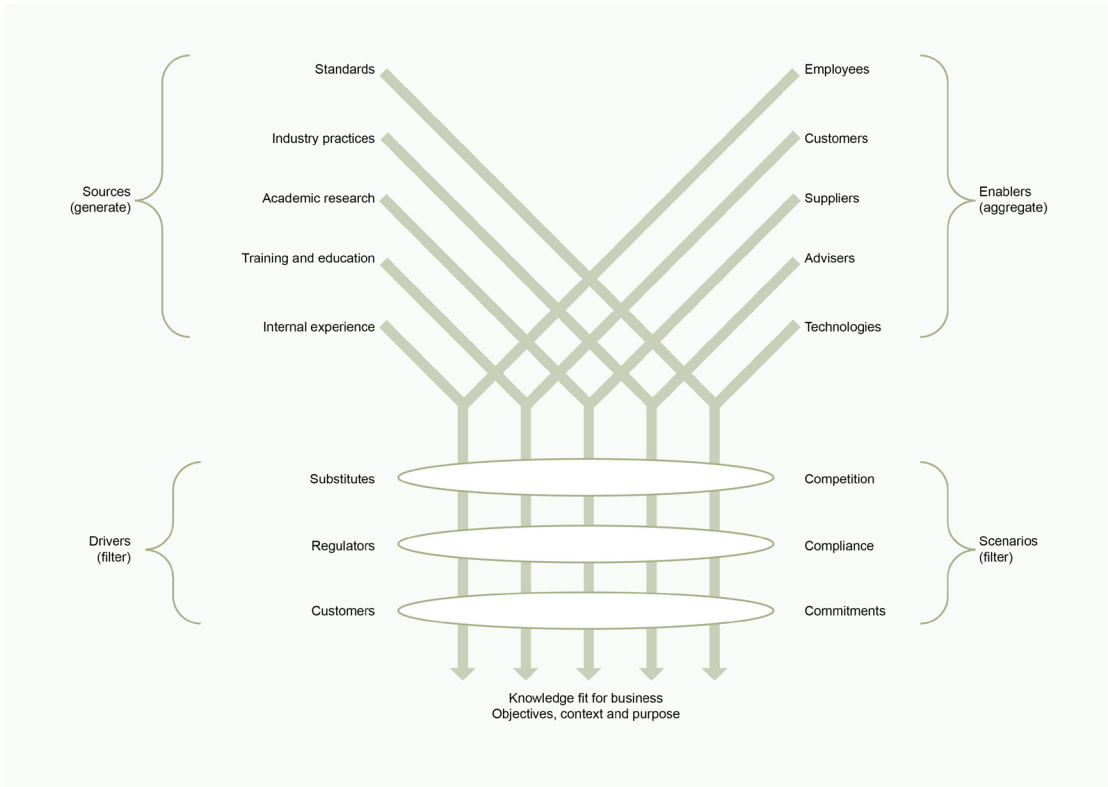 Standards
Employees
Industry practices
Customers
Sources
(generate)
Academic research
Suppliers
Enablers
(aggregate)
Training and education
Advisers
Internal experience
Technologies
Substitutes
Competition
Drivers
(filter)
Regulators
Compliance
Scenarios
(filter)
Customers
Commitments
Knowledge fit for business
Objectives, context and purpose